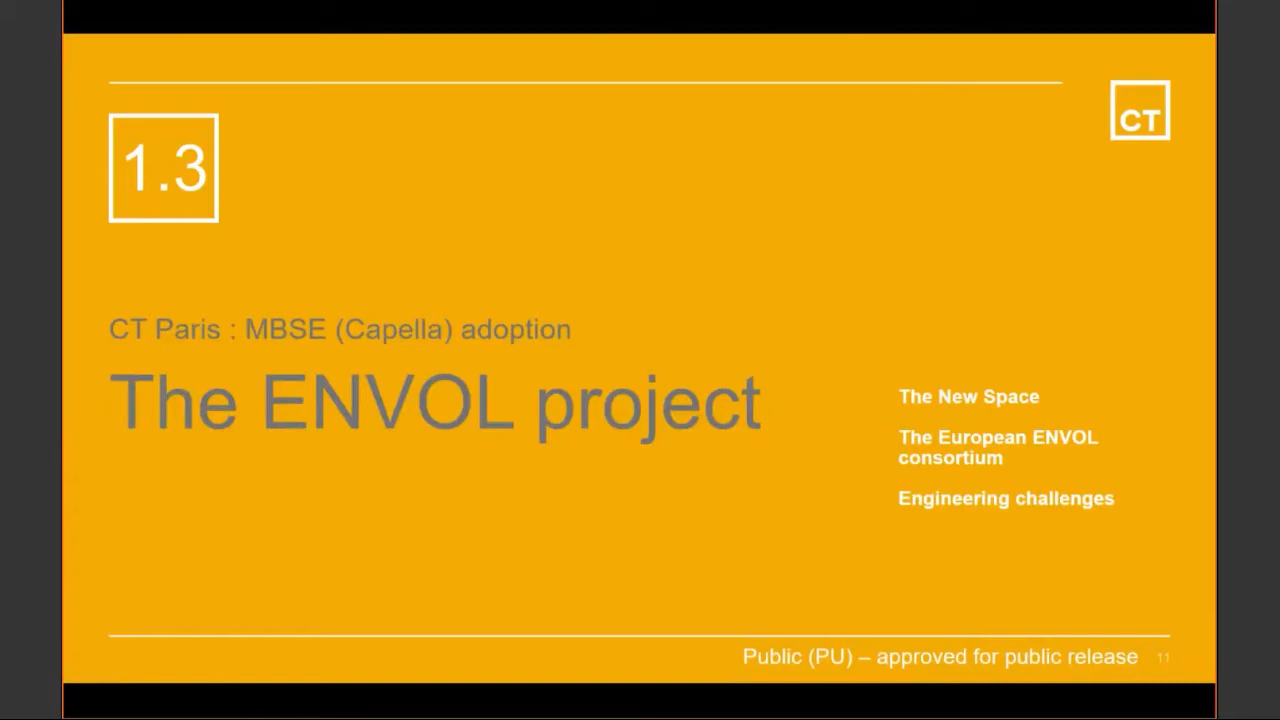 CT
1.3
CT Paris : MBSE (Capella) adoption
The ENVOL project
The New Space
The European ENVOL
consortium
Engineering challenges
Public (PU) – approved for public release
11